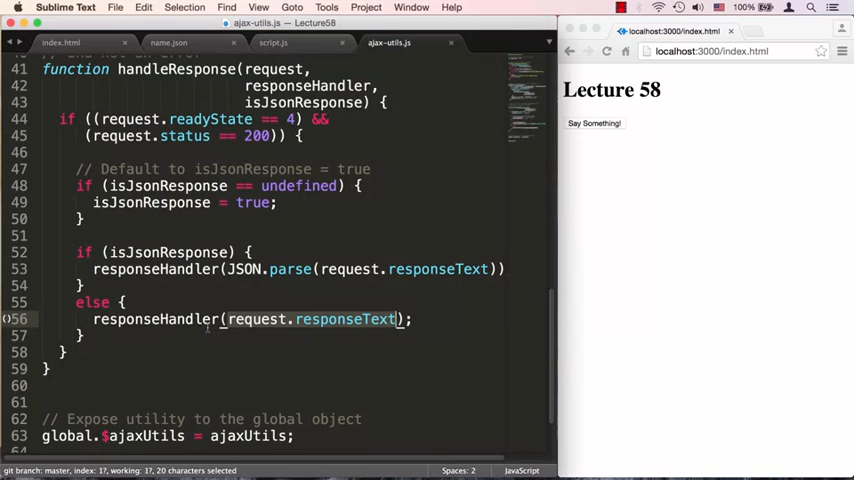 Sublime Text File Edit Selection Find View Goto Tools Project Window Help 100%
ajax-utils.js — Lecture58
index.html name.json script.js ajax-utils.js
41 function handleResponse(request,
42 responseHandler,
43 isJsonResponse) {
44 if ((request.readyState == 4) &&
45 (request.status == 200)) {
46
47 // Default to isJsonResponse = true
48 if (isJsonResponse == undefined) {
49 isJsonResponse = true;
50 }
51
52 if (isJsonResponse) {
53 responseHandler(JSON.parse(request.responseText))
54 }
55 else {
56 responseHandler(request.responseText);
57 }
58 }
59 }
60
61
62 // Expose utility to the global object
63 global.$ajaxUtils = ajaxUtils;
git branch: master, index: 1?, working: 1?, 20 characters selected
Spaces: 2 JavaScript
localhost:3000/index.html
localhost:3000/index.html
Lecture 58
Say Something!